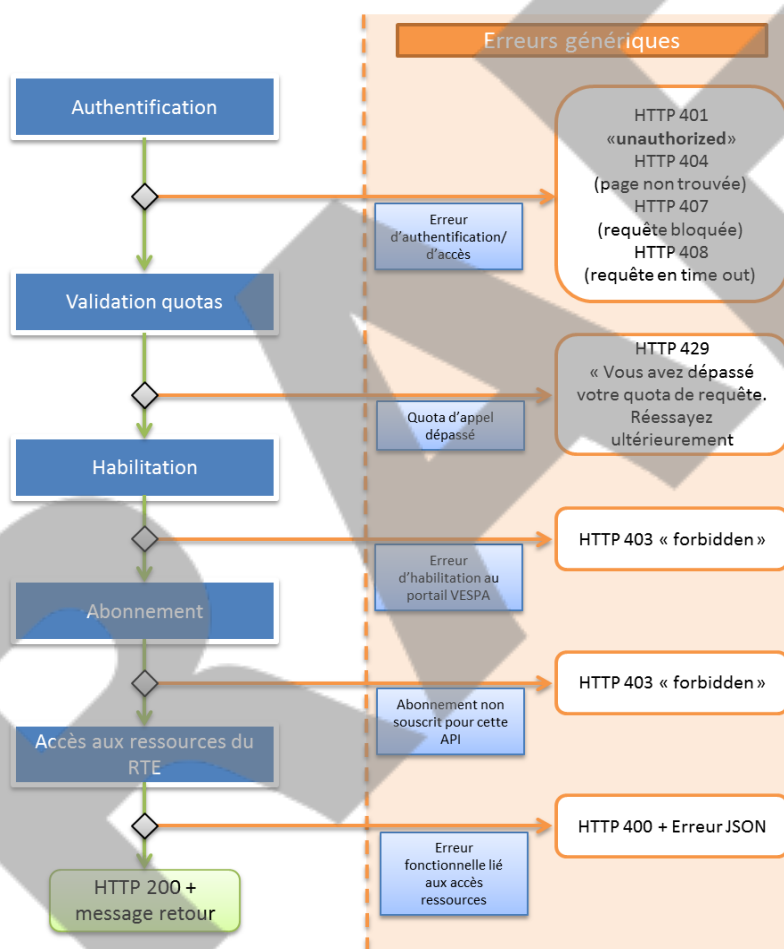 Erreurs génériques
Authentification
HTTP 401
«unauthorized»
HTTP 404
(page non trouvée)
HTTP 407
(requête bloquée)
HTTP 408
(requête en time out)
Erreur
d'authentification/
d'accès
Validation quotas
HTTP 429
« Vous avez dépassé
votre quota de requête.
Réessayez
ultérieurement
Quota d'appel
dépassé
Habilitation
HTTP 403 « forbidden »
Erreur
d'habilitation au
portail VESPA
Abonnement
HTTP 403 « forbidden »
Abonnement non
souscrit pour cette
API
Accès aux ressources du
RTE
HTTP 400 + Erreur JSON
Erreur
fonctionnelle lié
aux accès
ressources
HTTP 200 +
message retour